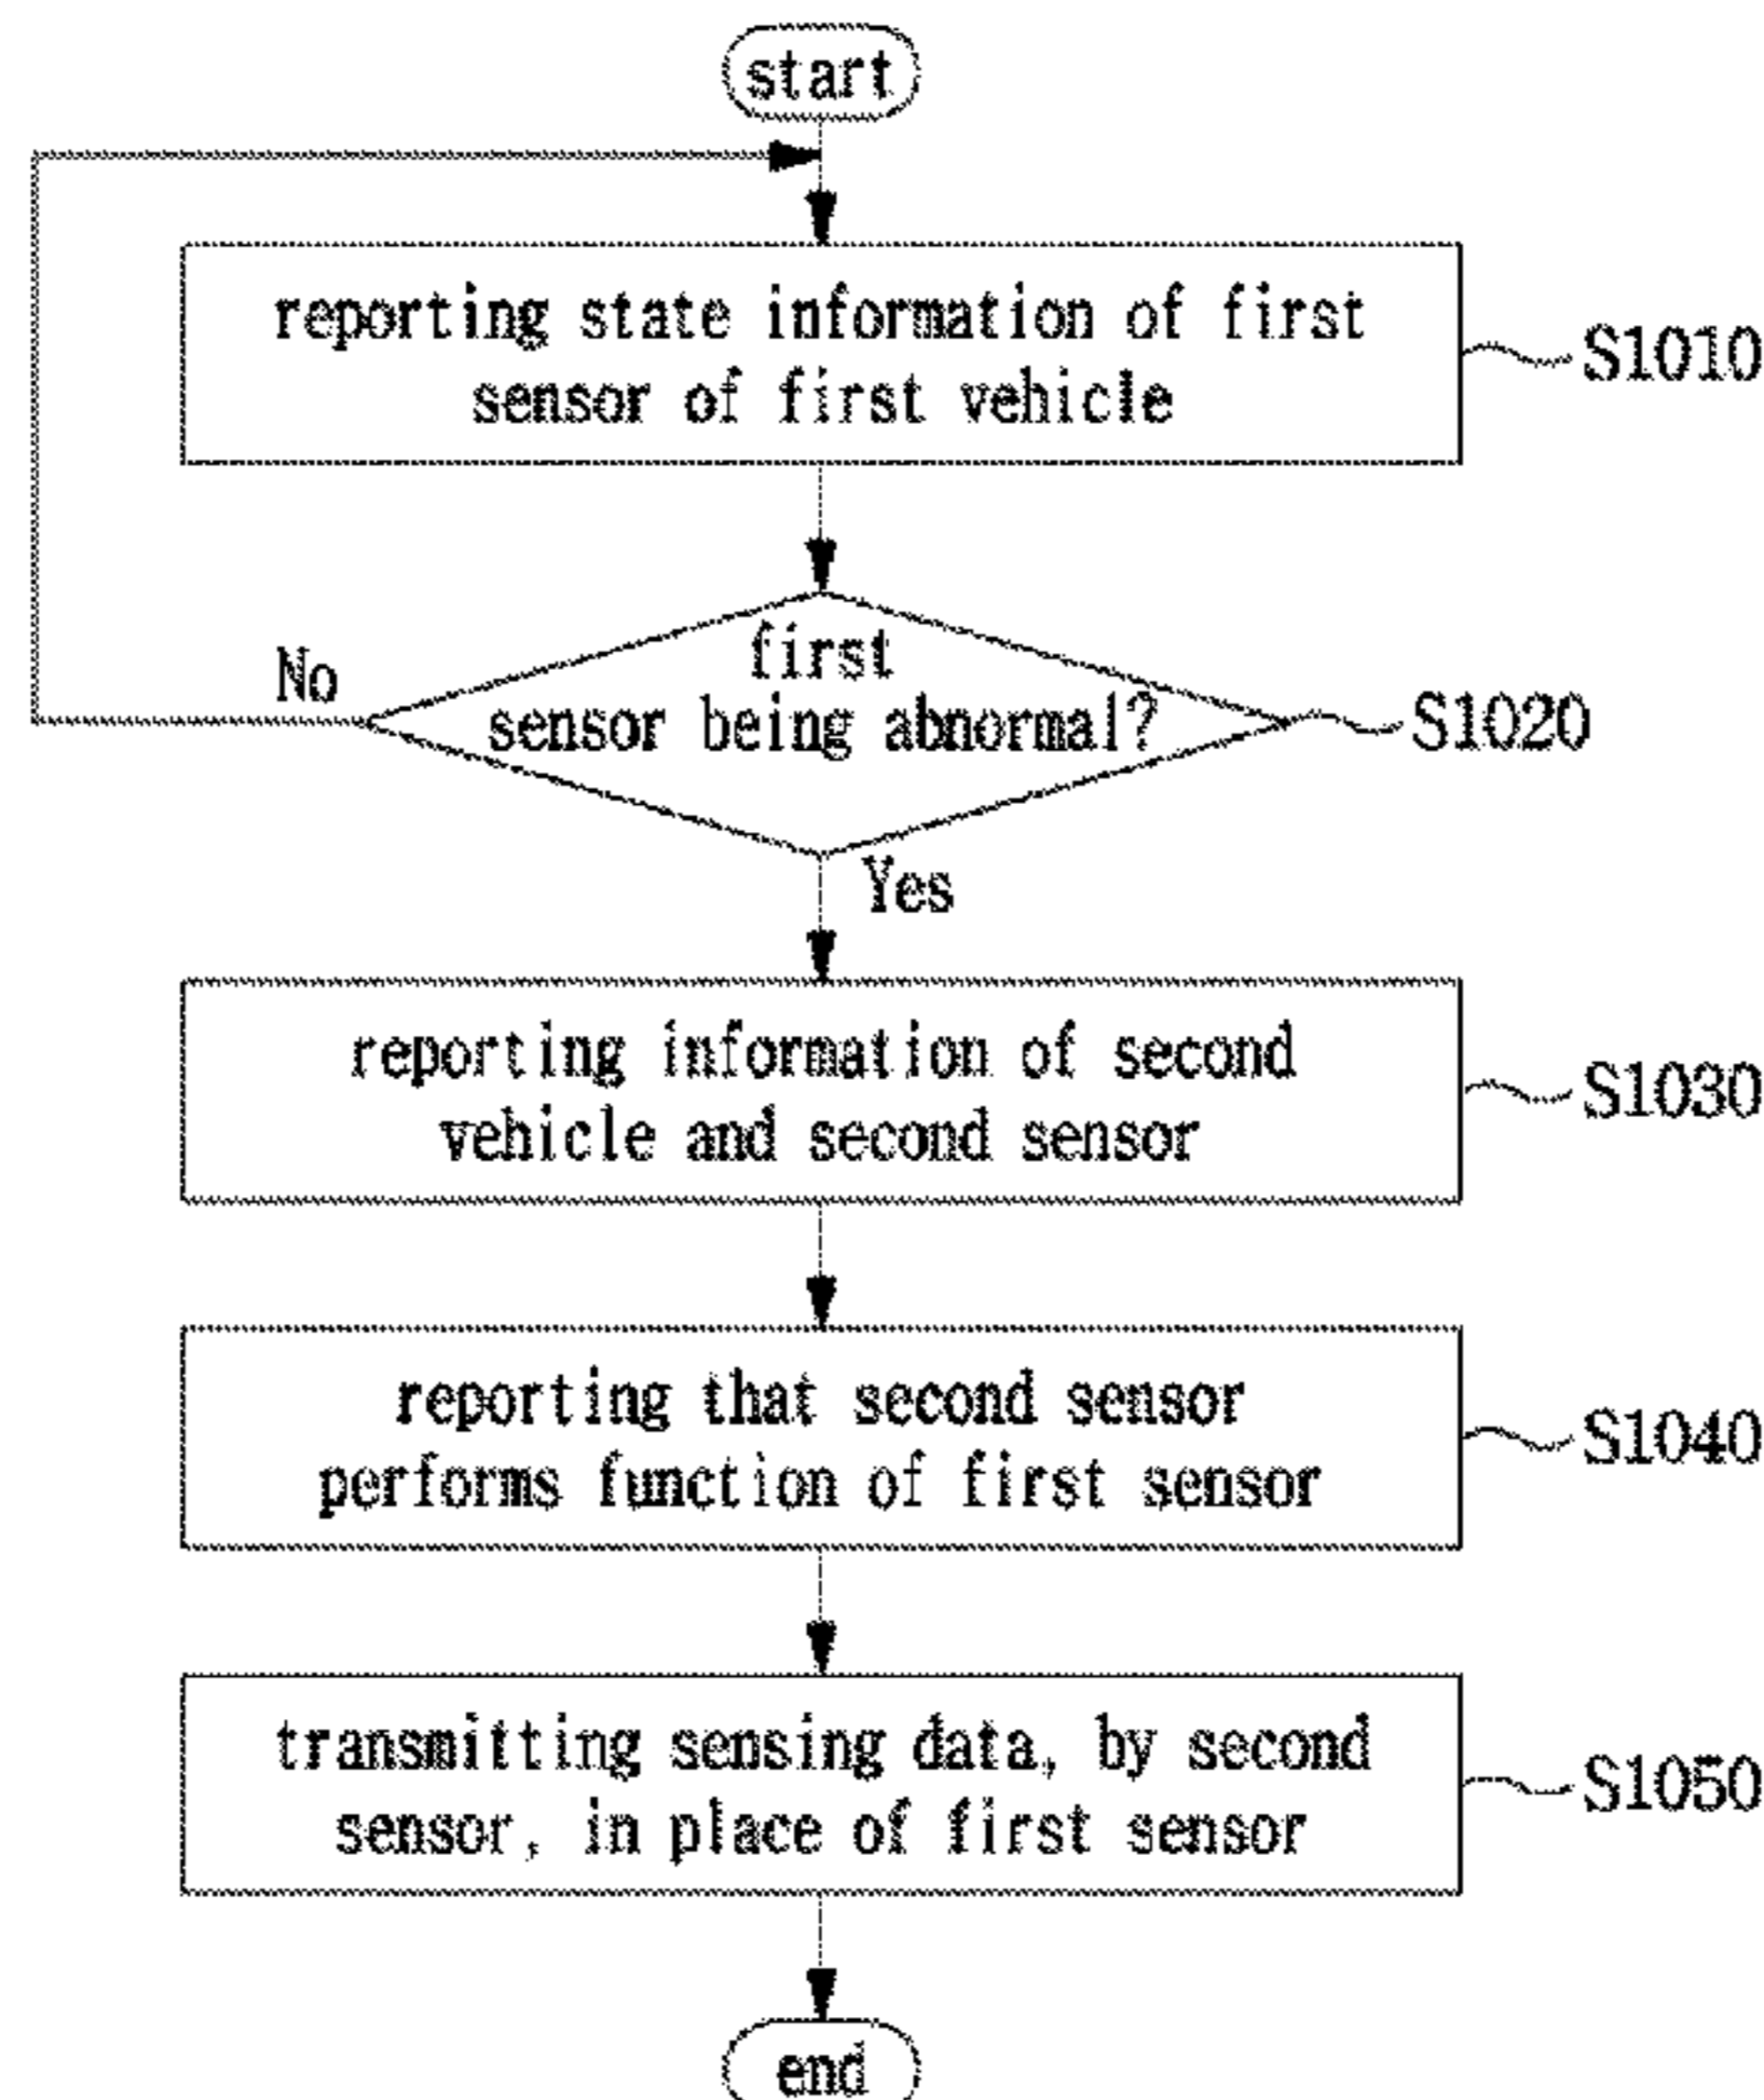 start
reporting state information of first
sensor of first vehicle
S1010
first
sensor being abnormal?
S1020
No
Yes
reporting information of second
vehicle and second sensor
S1030
reporting that second sensor
performs function of first sensor
S1040
transmitting sensing data, by second
sensor, in place of first sensor
S1050
end